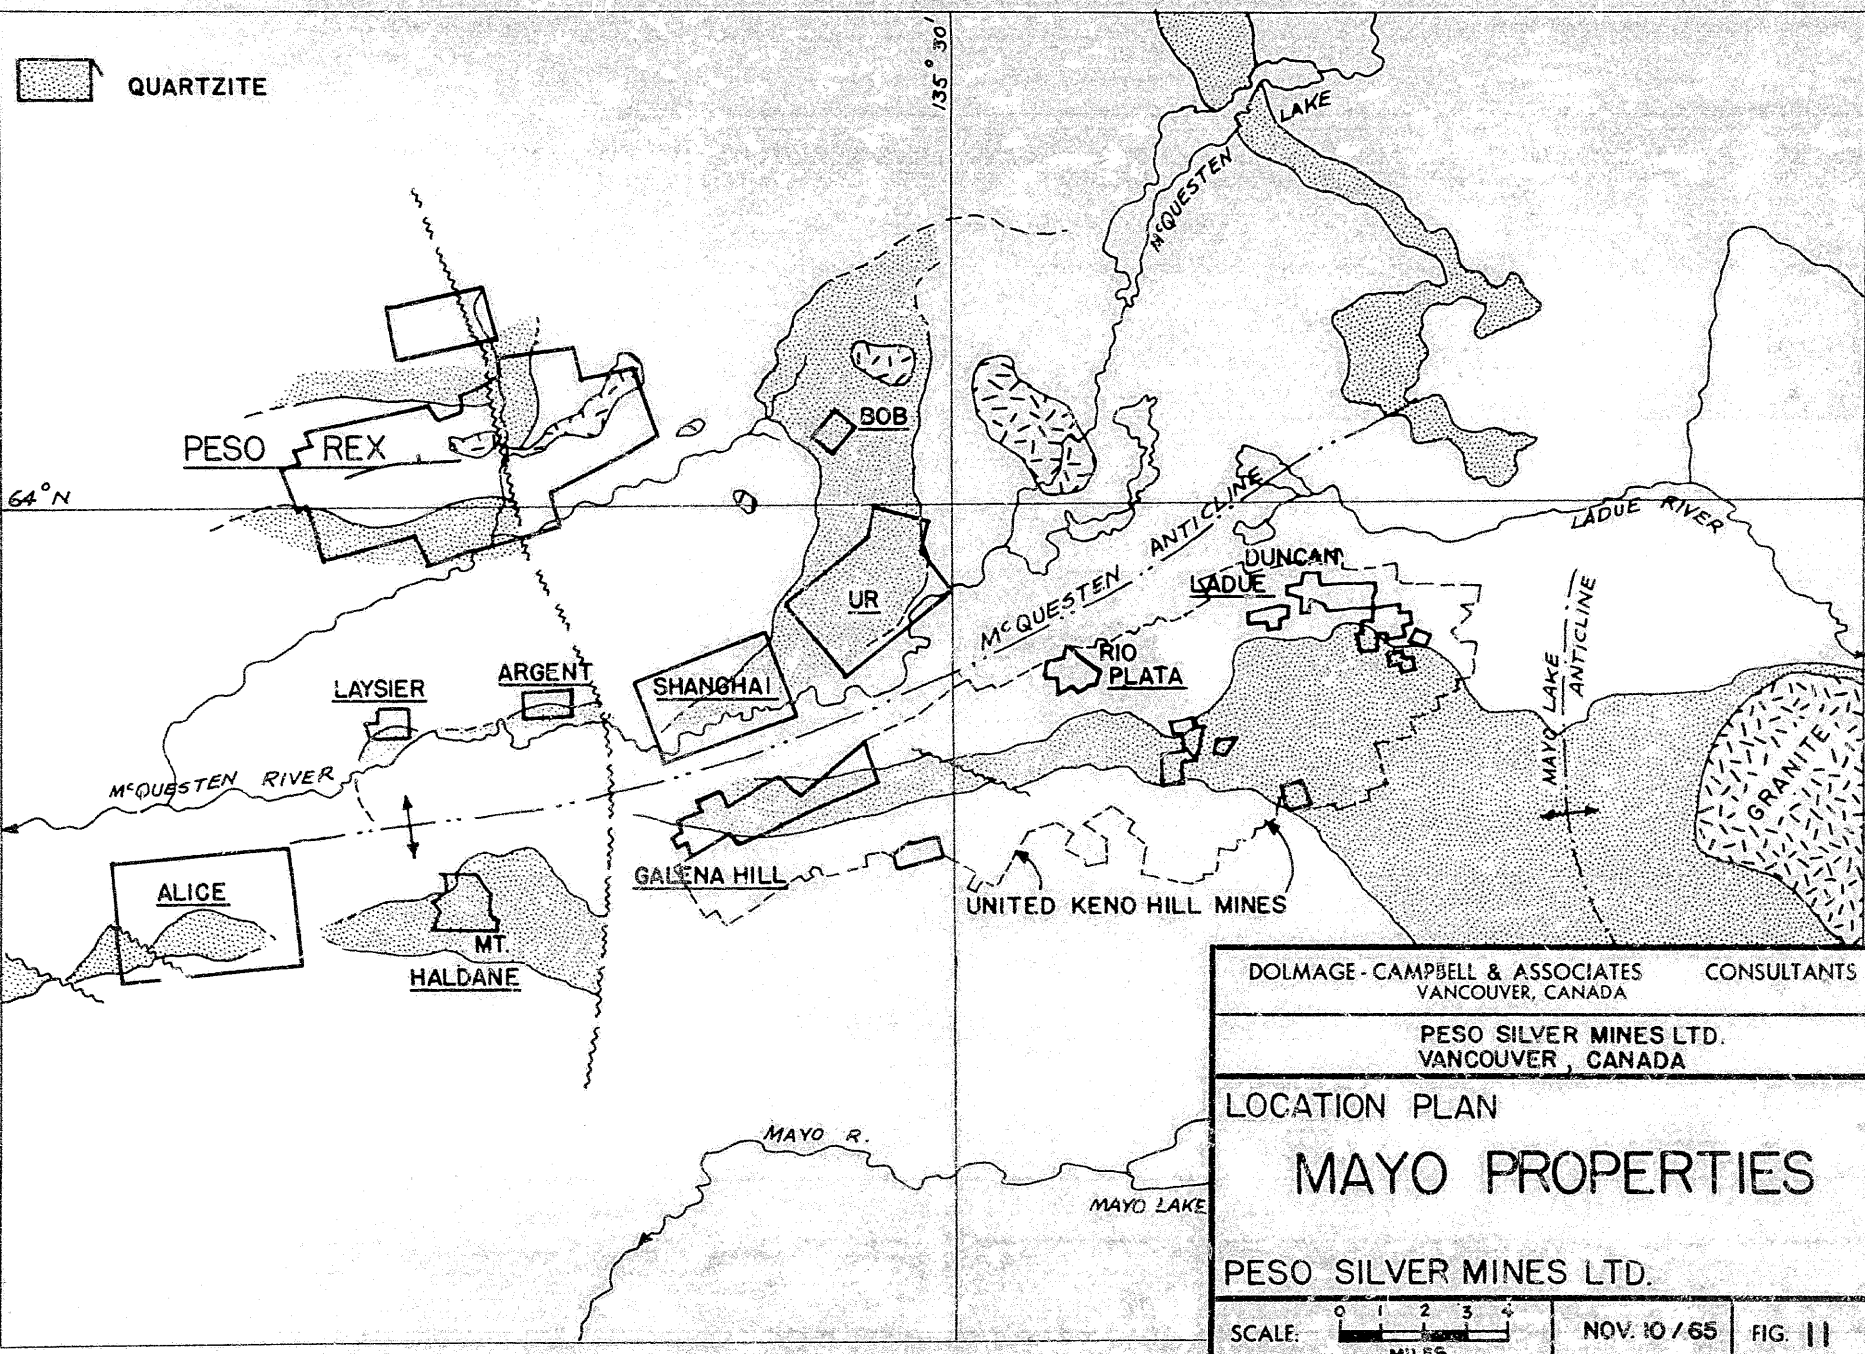 QUARTZITE
135° 30'
LAKE
McQUESTEN
BOB
PESO REX
64° N
McQUESTEN ANTICLINE
LADUE RIVER
DUNCAN
LADUE
UR
RIO
PLATA
MAYO LAKE
ANTICLINE
ARGENT
LAYSIER
SHANGHAI
McQUESTEN RIVER
GRANITE
ALICE
GALENA HILL
UNITED KENO HILL MINES
MT.
HALDANE
MAYO R.
MAYO LAKE
DOLMAGE - CAMPBELL & ASSOCIATES CONSULTANTS
VANCOUVER, CANADA
PESO SILVER MINES LTD.
VANCOUVER, CANADA
LOCATION PLAN
MAYO PROPERTIES
PESO SILVER MINES LTD.
0 1 2 3 4
SCALE:
MILES
NOV. 10/65
FIG. 11